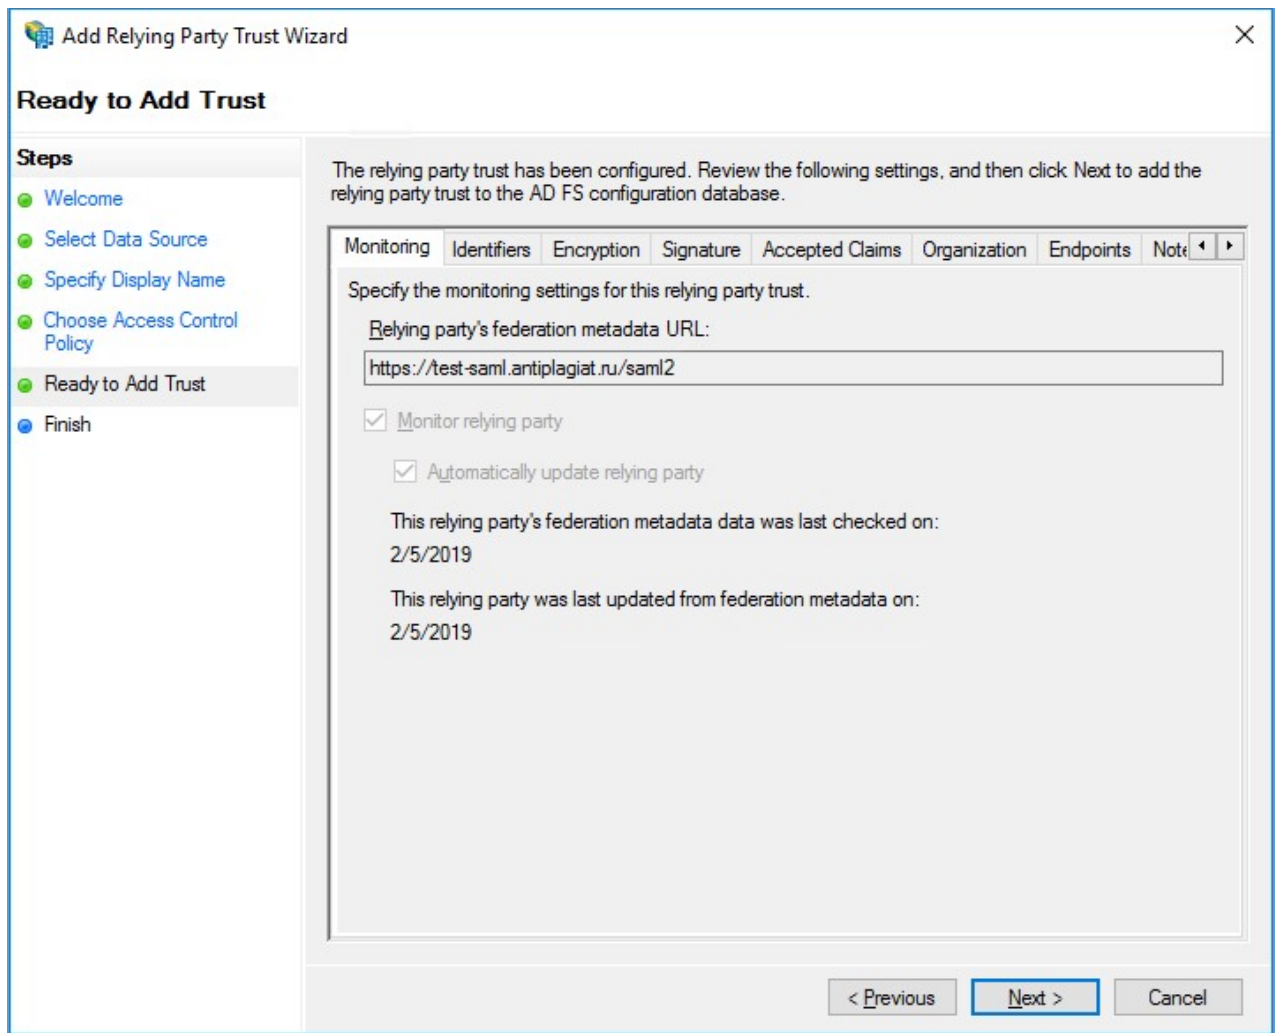 Add Relying Party Trust Wizard
Ready to Add Trust
Steps
Welcome
Select Data Source
Specify Display Name
Choose Access Control
Policy
Ready to Add Trust
Finish
The relying party trust has been configured. Review the following settings, and then click Next to add the
relying party trust to the AD FS configuration database.
Monitoring Identifiers Encryption Signature Accepted Claims Organization Endpoints Note
Specify the monitoring settings for this relying party trust.
Relying party's federation metadata URL:
https://test-saml.antiplagiat.ru/saml2
Monitor relying party
Automatically update relying party
This relying party's federation metadata data was last checked on:
2/5/2019
This relying party was last updated from federation metadata on:
2/5/2019
< Previous Next > Cancel